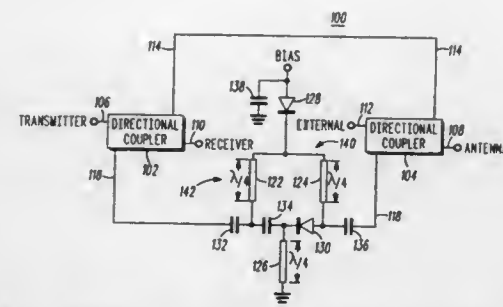 100
114
114
BIAS
138
128
TRANSMITTER
106
DIRECTIONAL
COUPLER
102
110
RECEIVER
EXTERNAL
112
DIRECTIONAL
COUPLER
104
108
ANTENNA
140
118
142
λ/4
122
124
λ/4
118
132
134
130
136
126
λ/4